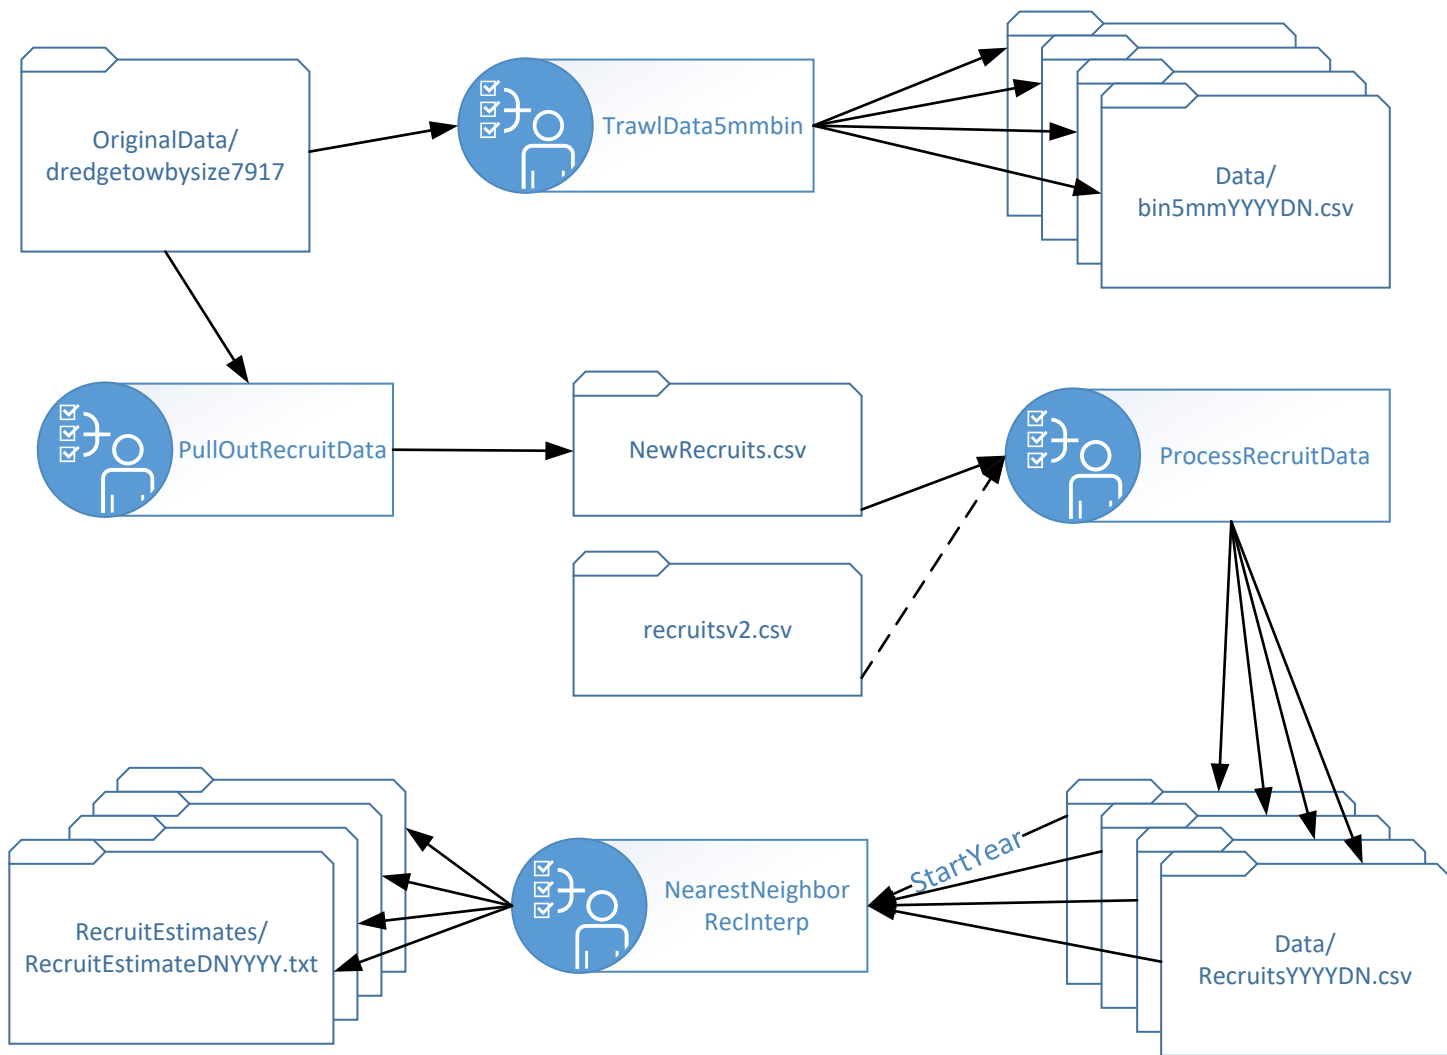 OriginalData/
dredgetowbysize7917
TrawlData5mmbin
Data/
bin5mmYYYYDN.csv
PullOutRecruitData
NewRecruits.csv
ProcessRecruitData
recruitsv2.csv
StartYear
RecruitEstimates/
RecruitEstimateDNYYYY.txt
NearestNeighbor
RecInterp
Data/
RecruitsYYYYDN.csv